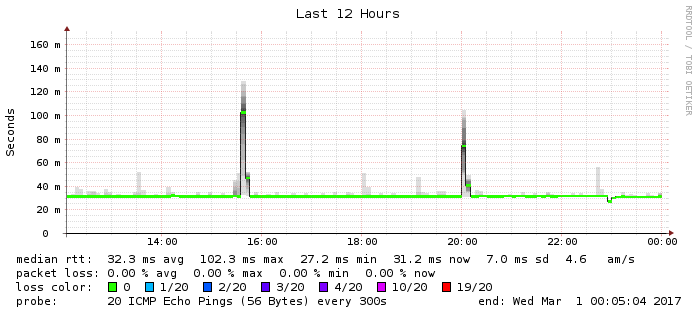 Last 12 Hours
RRDTOOL / TOBI OETIKER
Seconds
160 m
140 m
120 m
100 m
80 m
60 m
40 m
20 m
0
14:00 16:00 18:00 20:00 22:00 00:00
median rtt: 32.3 ms avg 102.3 ms max 27.2 ms min 31.2 ms now 7.0 ms sd 4.6 am/s
packet loss: 0.00 % avg 0.00 % max 0.00 % min 0.00 % now
loss color: 0 1/20 2/20 3/20 4/20 10/20 19/20
probe: 20 ICMP Echo Pings (56 Bytes) every 300s end: Wed Mar 1 00:05:04 2017